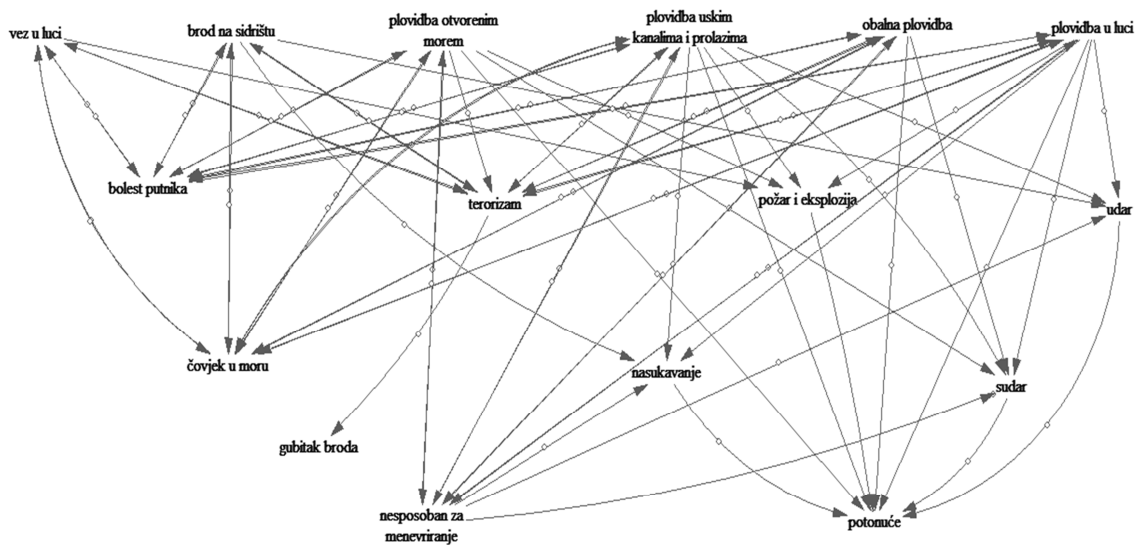 vez u luci
brod na sidrištu
plovidba otvorenim
morem
plovidba uskim
kanalima i prolazima
obalna plovidba
plovidba u luci
bolest putnika
terorizam
požar i eksplozija
udar
čovjek u moru
nasukavanje
sudar
gubitak broda
nesposoban za
menevriranje
potonuće